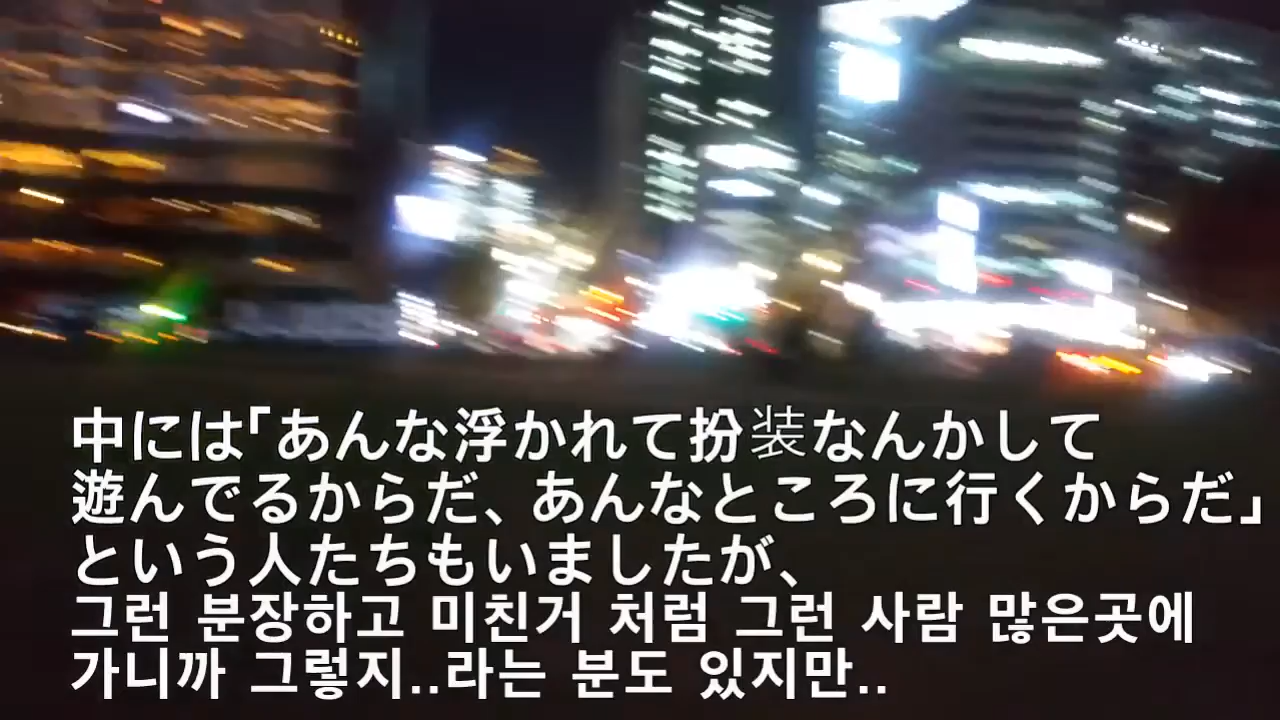 中には「あんな浮かれて扮装なんかして
遊んでるからだ、あんなところに行くからだ」
という人たちもいましたが、
그런 분장하고 미친거 처럼 그런 사람 많은곳에
가니까 그렇지..라는 분도 있지만..